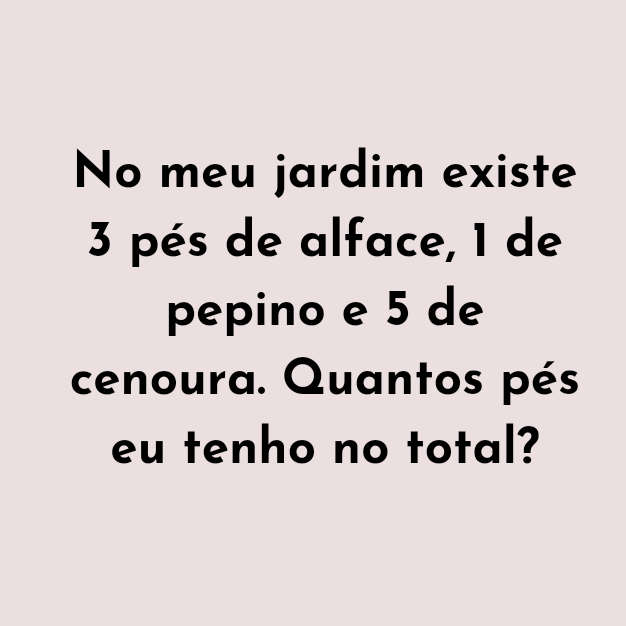 No meu jardim existe
3 pés de alface, 1 de
pepino e 5 de
cenoura. Quantos pés
eu tenho no total?